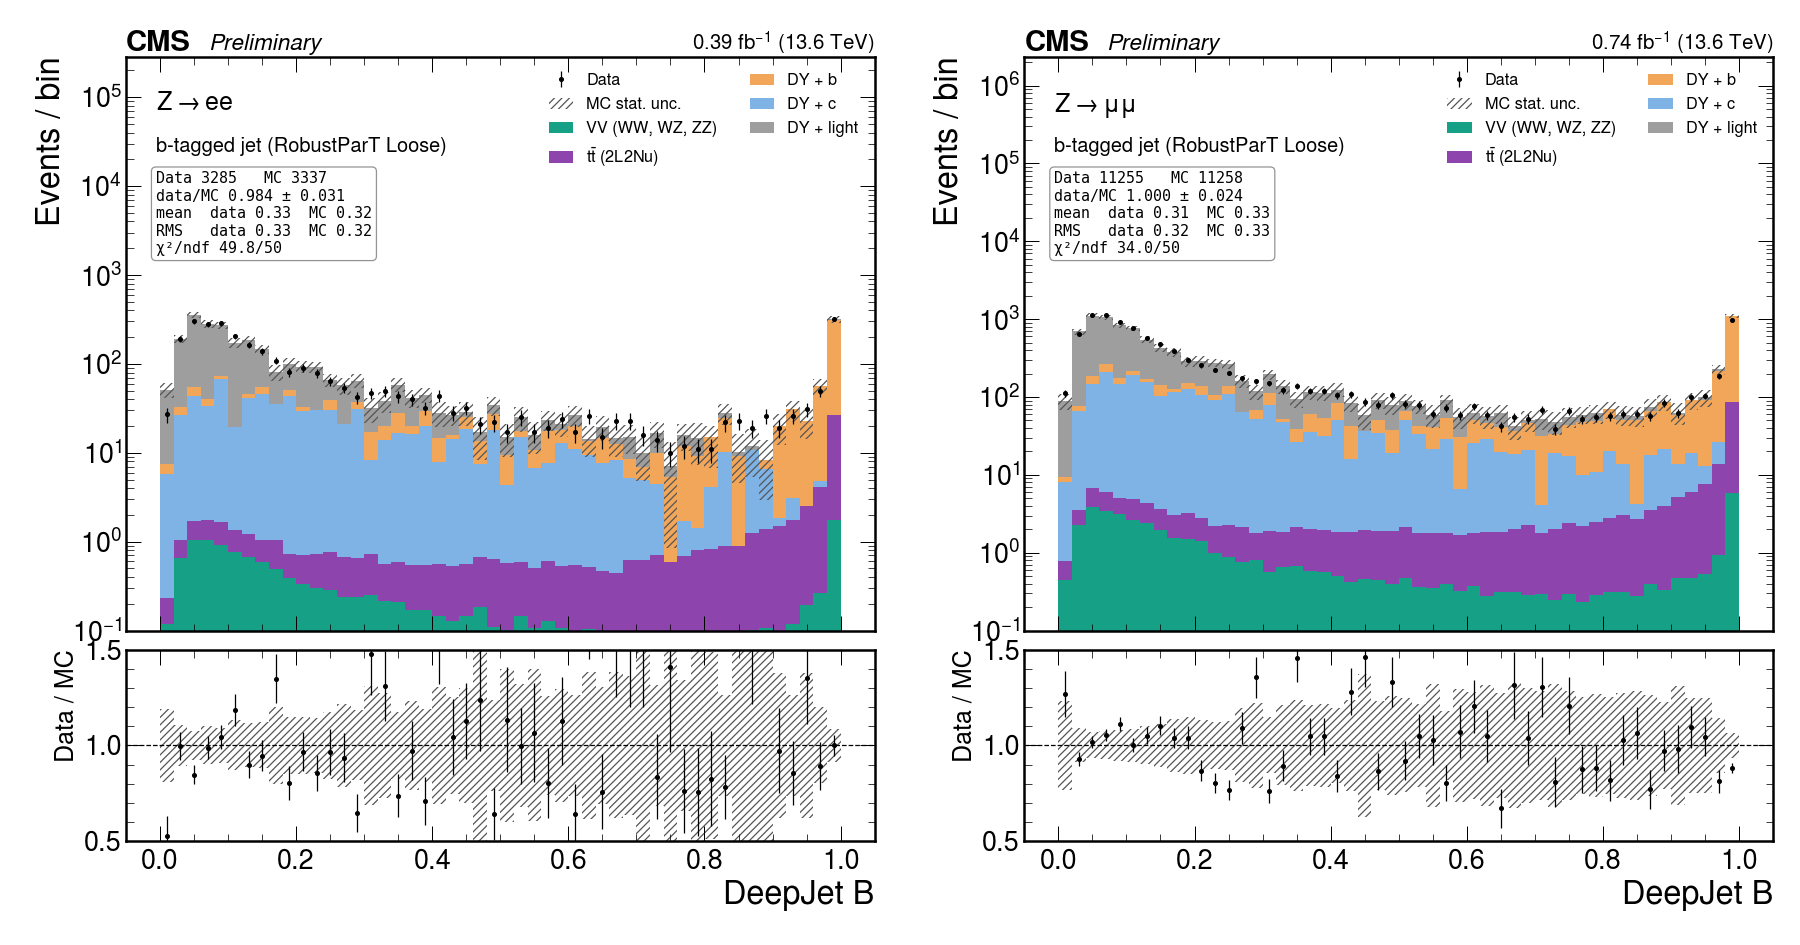 CMS Preliminary 0.39 fb⁻¹ (13.6 TeV)
Events / bin
Z → ee
b-tagged jet (RobustParT Loose)
Data 3285 MC 3337
data/MC 0.984 ± 0.031
mean data 0.33 MC 0.32
RMS data 0.33 MC 0.32
χ²/ndf 49.8/50
Data
MC stat. unc.
VV (WW, WZ, ZZ)
tt̄ (2L2Nu)
DY + b
DY + c
DY + light
10⁵
10⁴
10³
10²
10¹
10⁰
10⁻¹
Data / MC
1.5
1.0
0.5
0.0 0.2 0.4 0.6 0.8 1.0
DeepJet B
CMS Preliminary 0.74 fb⁻¹ (13.6 TeV)
Events / bin
Z → μμ
b-tagged jet (RobustParT Loose)
Data 11255 MC 11258
data/MC 1.000 ± 0.024
mean data 0.31 MC 0.33
RMS data 0.32 MC 0.33
χ²/ndf 34.0/50
Data
MC stat. unc.
VV (WW, WZ, ZZ)
tt̄ (2L2Nu)
DY + b
DY + c
DY + light
10⁶
10⁵
10⁴
10³
10²
10¹
10⁰
10⁻¹
Data / MC
1.5
1.0
0.5
0.0 0.2 0.4 0.6 0.8 1.0
DeepJet B